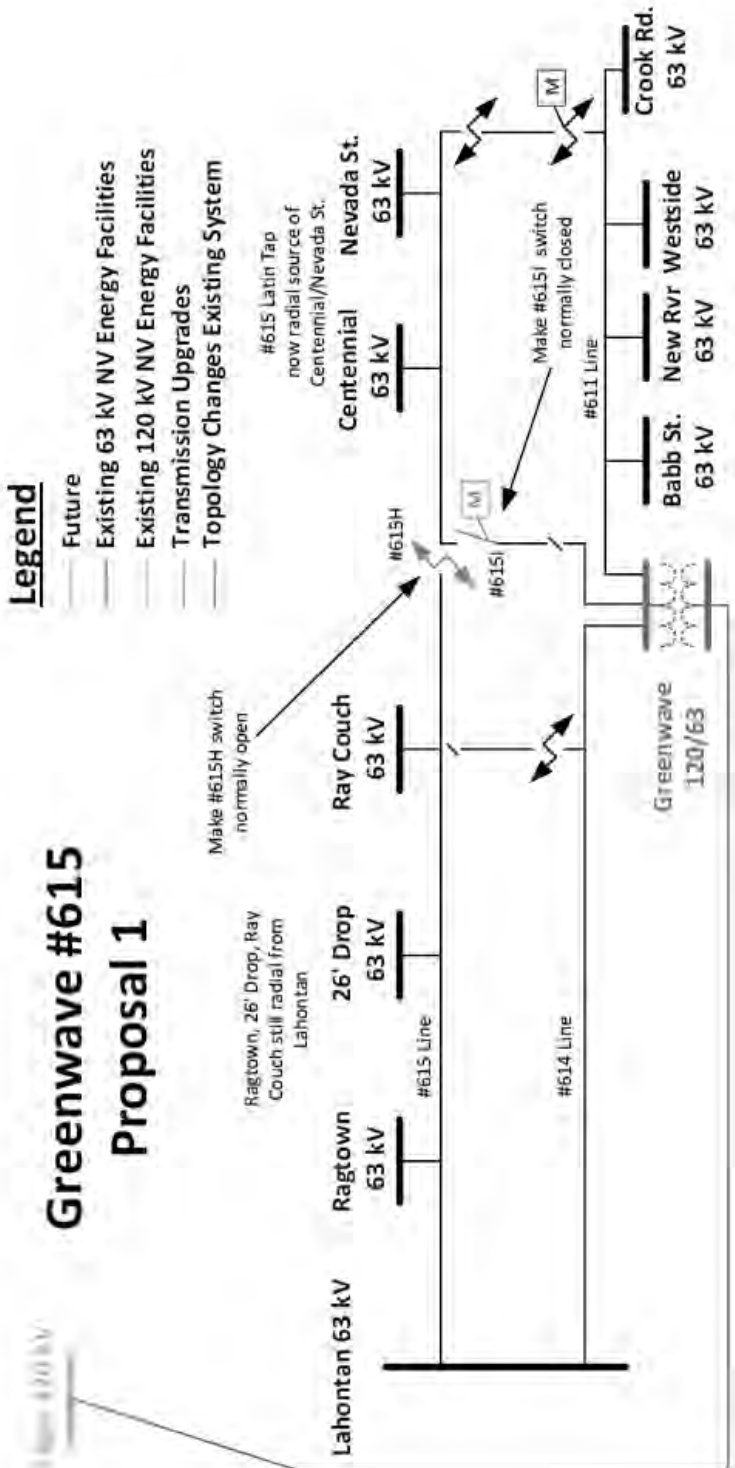 Greenwave #615
Proposal 1
Legend
Future
Existing 63 kV NV Energy Facilities
Existing 120 kV NV Energy Facilities
Transmission Upgrades
Topology Changes Existing System
120 kV
Lahontan 63 kV
Ragtown, 26' Drop, Ray
Couch still radial from
Lahontan
Make #615H switch
normally open
#615 Latin Tap
now radial source of
Centennial/Nevada St.
Ragtown
63 kV
26' Drop
63 kV
Ray Couch
63 kV
Centennial
63 kV
Nevada St.
63 kV
#615 Line
#615H
#615I
M
M
Make #615I switch
normally closed
#614 Line
#611 Line
Greenwave
120/63
Babb St.
63 kV
New Rvr
63 kV
Westside
63 kV
Crook Rd.
63 kV